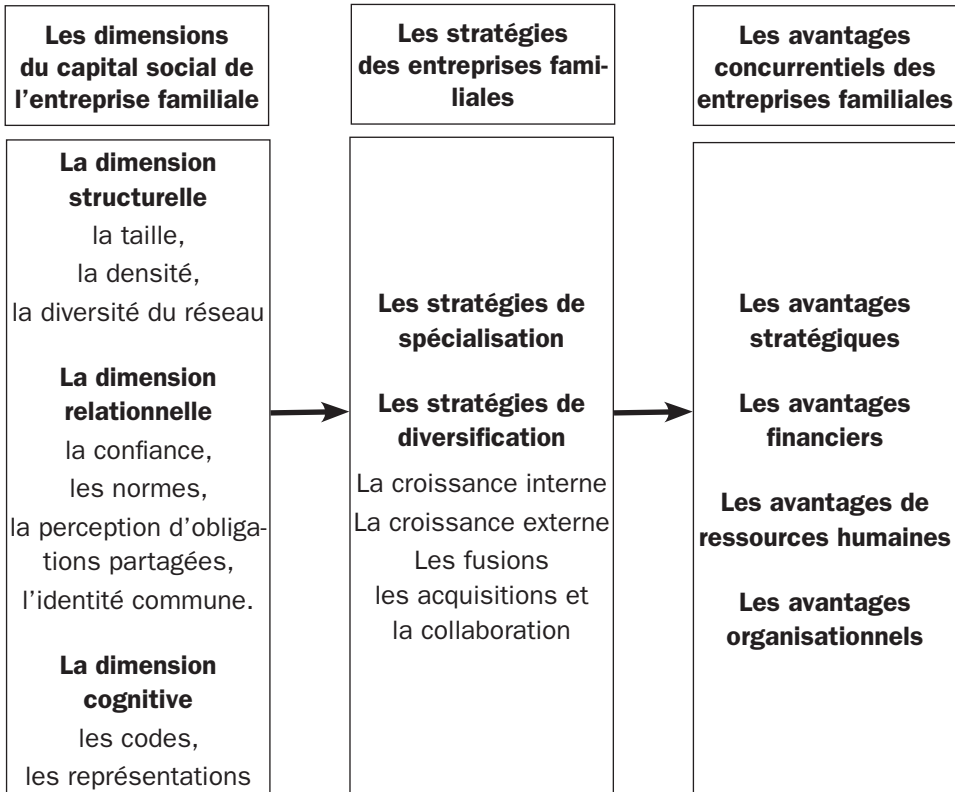 Les dimensions
du capital social de
l'entreprise familiale
Les stratégies
des entreprises fami-
liales
Les avantages
concurrentiels des
entreprises familiales
La dimension
structurelle
la taille,
la densité,
la diversité du réseau
La dimension
relationnelle
la confiance,
les normes,
la perception d'obliga-
tions partagées,
l'identité commune.
La dimension
cognitive
les codes,
les représentations
Les stratégies de
spécialisation
Les stratégies de
diversification
La croissance interne
La croissance externe
Les fusions
les acquisitions et
la collaboration
Les avantages
stratégiques
Les avantages
financiers
Les avantages de
ressources humaines
Les avantages
organisationnels